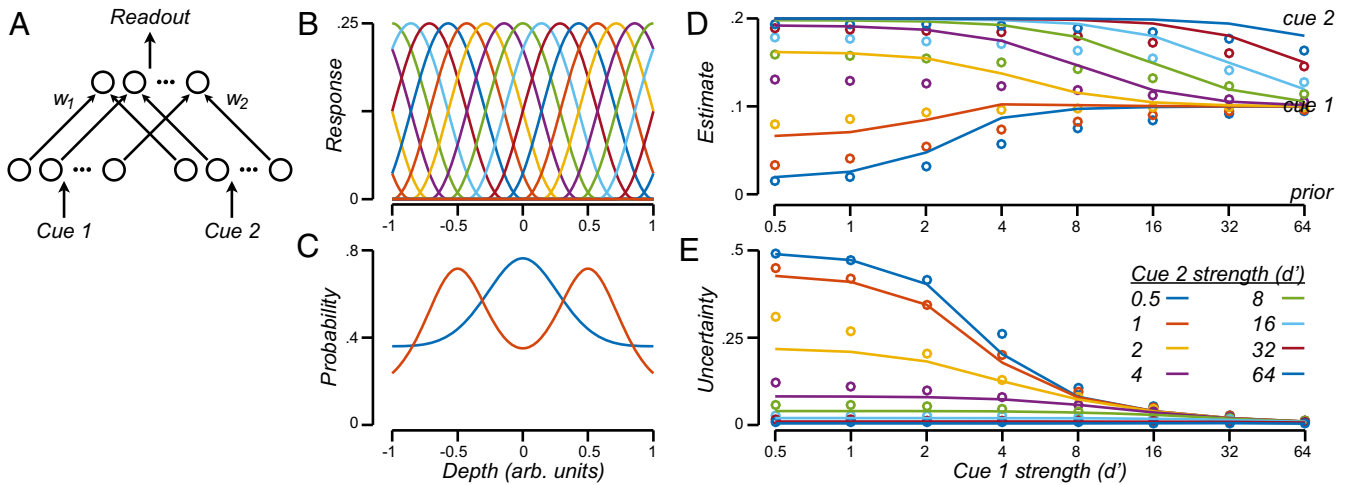 A
Readout
w1
w2
Cue 1
Cue 2
B
.25
Response
0
-1 -0.5 0 0.5 1
C
.8
Probability
.4
0
-1 -0.5 0 0.5 1
Depth (arb. units)
D
.2
cue 2
Estimate
.1
cue 1
0
prior
0.5 1 2 4 8 16 32 64
E
.5
Uncertainty
.25
0
Cue 2 strength (d')
0.5 8
1 16
2 32
4 64
0.5 1 2 4 8 16 32 64
Cue 1 strength (d')